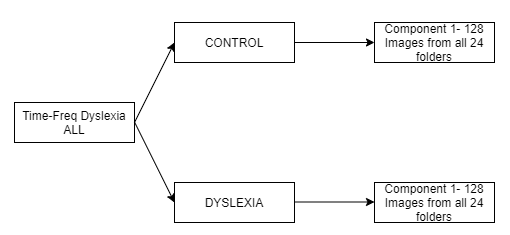 CONTROL
Component 1- 128
Images from all 24
folders
Time-Freq Dyslexia
ALL
DYSLEXIA
Component 1- 128
Images from all 24
folders